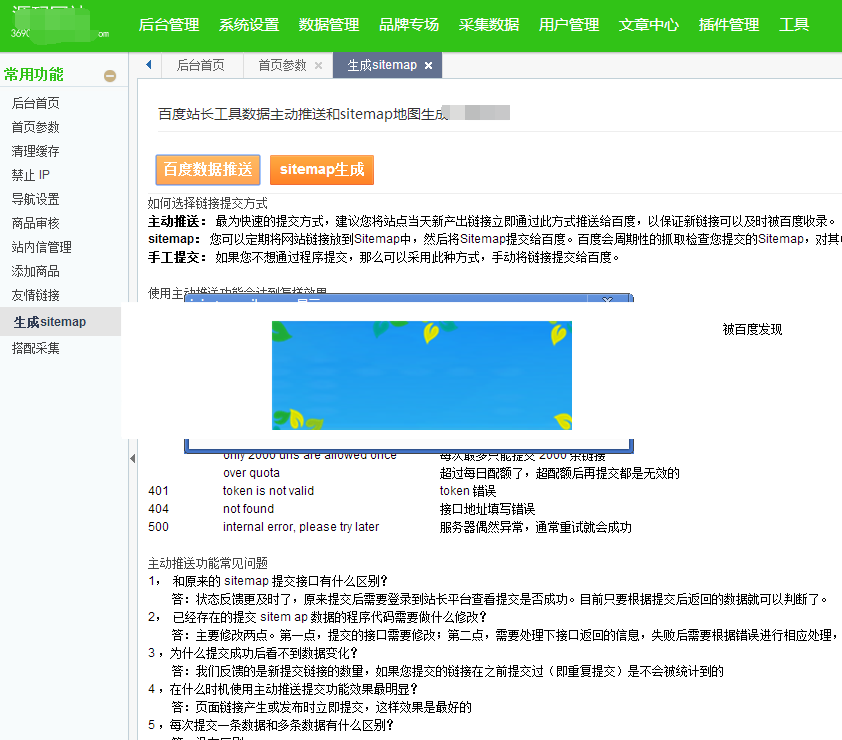 369
om
后台管理 系统设置 数据管理 品牌专场 采集数据 用户管理 文章中心 插件管理 工具
常用功能
后台首页
首页参数
清理缓存
禁止 IP
导航设置
商品审核
站内信管理
添加商品
友情链接
生成sitemap
搭配采集
后台首页 首页参数 生成sitemap
百度站长工具数据主动推送和sitemap地图生成
百度数据推送 sitemap生成
如何选择链接提交方式
主动推送： 最为快速的提交方式，建议您将站点当天新产出链接立即通过此方式推送给百度，以保证新链接可以及时被百度收录。
sitemap： 您可以定期将网站链接放到Sitemap中，然后将Sitemap提交给百度。百度会周期性的抓取检查您提交的Sitemap，对其
手工提交： 如果您不想通过程序提交，那么可以采用此种方式，手动将链接提交给百度。
使用主动推送功能会达到怎样效果
被百度发现
only 2000 urls are allowed once 每次最多只能提交 2000 条链接
over quota 超过每日配额了，超配额后再提交都是无效的
401 token is not valid token 错误
404 not found 接口地址填写错误
500 internal error, please try later 服务器偶然异常，通常重试就会成功
主动推送功能常见问题
1， 和原来的 sitemap 提交接口有什么区别?
答：状态反馈更及时了，原来提交后需要登录到站长平台查看提交是否成功。目前只要根据提交后返回的数据就可以判断了。
2， 已经存在的提交 sitem ap 数据的程序代码需要做什么修改?
答：主要修改两点。第一点，提交的接口需要修改；第二点，需要处理下接口返回的信息，失败后需要根据错误进行相应处理，
3 ，为什么提交成功后看不到数据变化?
答：我们反馈的是新提交链接的数量，如果您提交的链接在之前提交过（即重复提交）是不会被统计到的
4 ，在什么时机使用主动推送提交功能效果最明显?
答：页面链接产生或发布时立即提交，这样效果是最好的
5 ，每次提交一条数据和多条数据有什么区别?